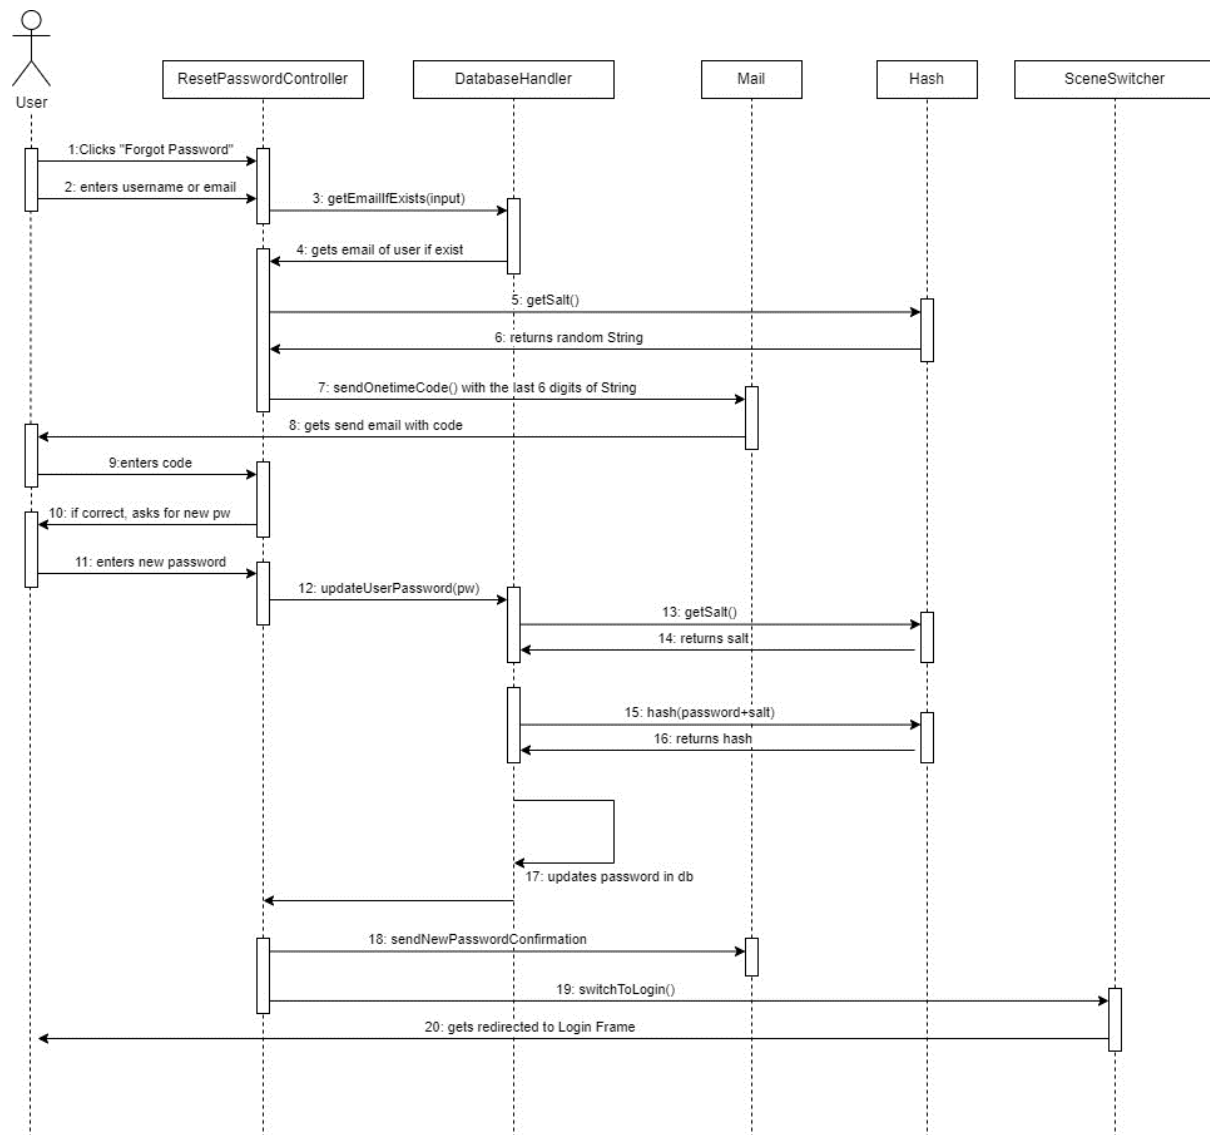 User
ResetPasswordController
DatabaseHandler
Mail
Hash
SceneSwitcher
1:Clicks "Forgot Password"
2: enters username or email
3: getEmailIfExists(input)
4: gets email of user if exist
5: getSalt()
6: returns random String
7: sendOnetimeCode() with the last 6 digits of String
8: gets send email with code
9:enters code
10: if correct, asks for new pw
11: enters new password
12: updateUserPassword(pw)
13: getSalt()
14: returns salt
15: hash(password+salt)
16: returns hash
17: updates password in db
18: sendNewPasswordConfirmation
19: switchToLogin()
20: gets redirected to Login Frame